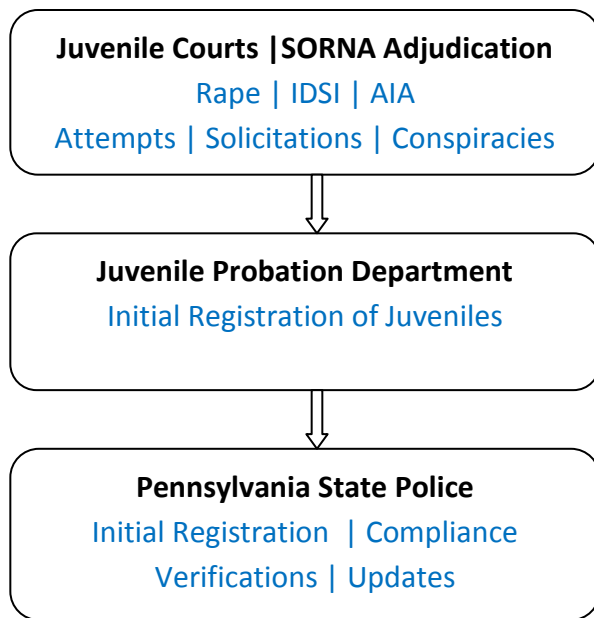 Juvenile Courts |SORNA Adjudication
Rape | IDSI | AIA
Attempts | Solicitations | Conspiracies
Juvenile Probation Department
Initial Registration of Juveniles
Pennsylvania State Police
Initial Registration | Compliance
Verifications | Updates